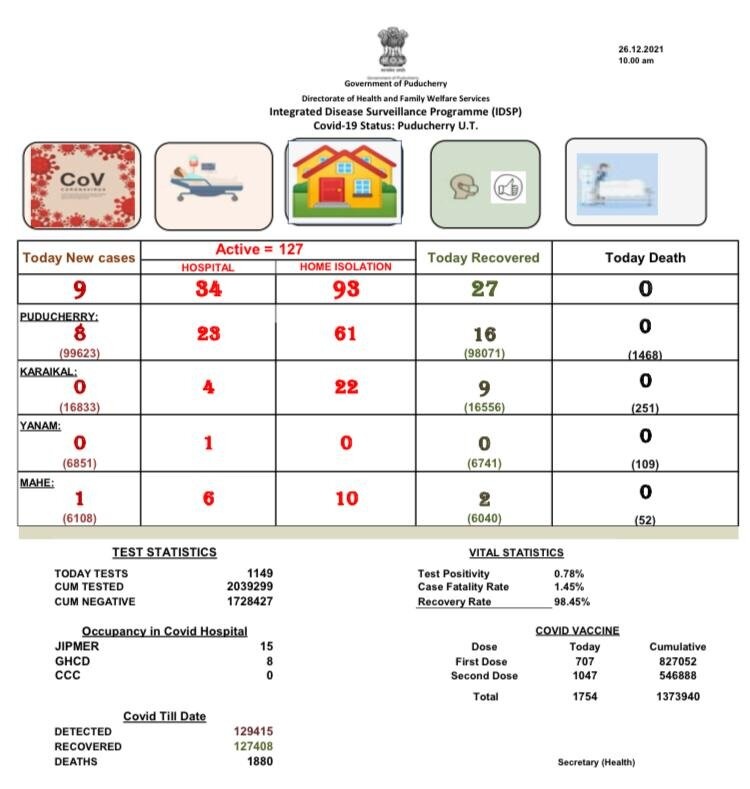 26.12.2021
10.00 am
Government of Puducherry
Directorate of Health and Family Welfare Services
Integrated Disease Surveillance Programme (IDSP)
Covid-19 Status: Puducherry U.T.
CoV
CORONAVIRUS
Today New cases
Active = 127
HOSPITAL
HOME ISOLATION
Today Recovered
Today Death
9 34 93 27 0
PUDUCHERRY:
8 23 61 16 0
(99623) (98071) (1468)
KARAIKAL:
0 4 22 9 0
(16833) (16556) (251)
YANAM:
0 1 0 0 0
(6851) (6741) (109)
MAHE:
1 6 10 2 0
(6108) (6040) (52)
TEST STATISTICS
TODAY TESTS 1149
CUM TESTED 2039299
CUM NEGATIVE 1728427
VITAL STATISTICS
Test Positivity 0.78%
Case Fatality Rate 1.45%
Recovery Rate 98.45%
Occupancy in Covid Hospital
JIPMER 15
GHCD 8
CCC 0
COVID VACCINE
Dose Today Cumulative
First Dose 707 827052
Second Dose 1047 546888
Total 1754 1373940
Covid Till Date
DETECTED 129415
RECOVERED 127408
DEATHS 1880
Secretary (Health)